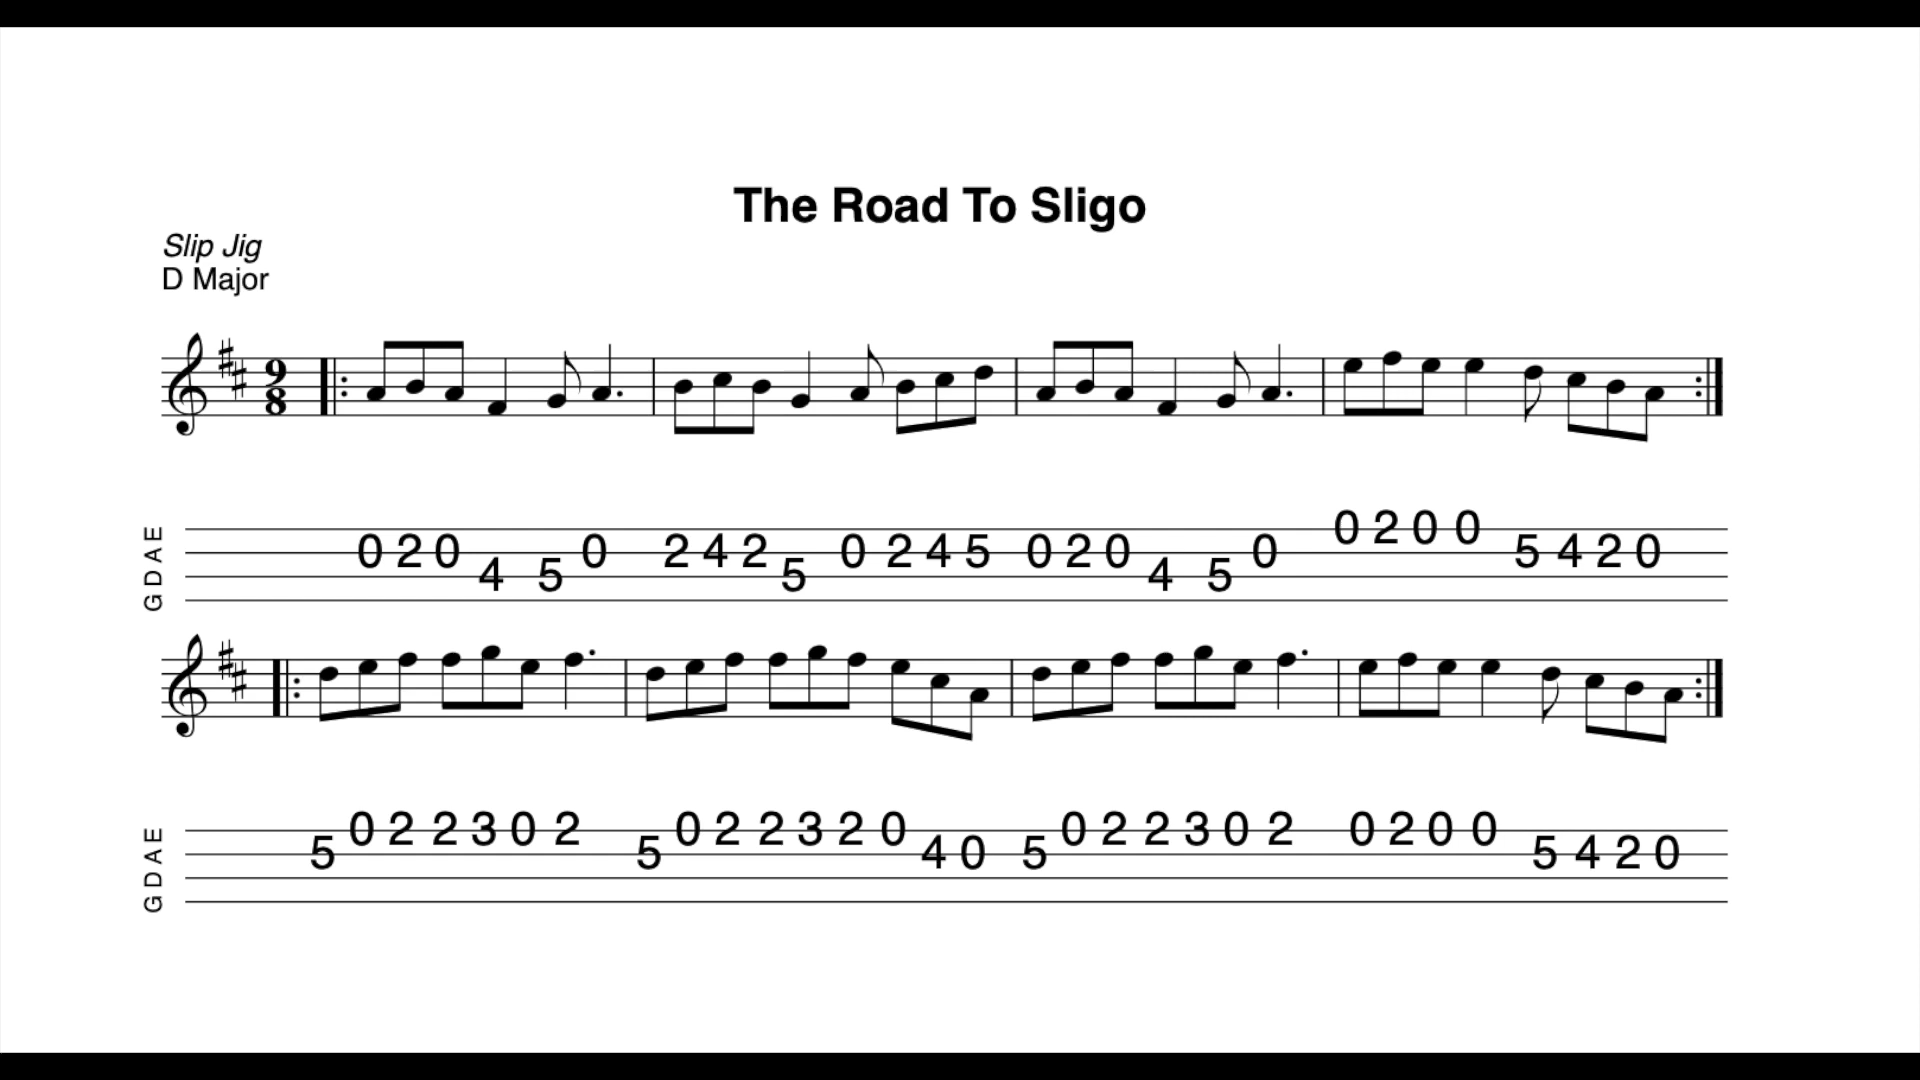 The Road To Sligo
Slip Jig
D Major
9
8
E
A
D
G
0 2 0 4 5 0 2 4 2 5 0 2 4 5 0 2 0 4 5 0 0 2 0 0 5 4 2 0
E
A
D
G
5 0 2 2 3 0 2 5 0 2 2 3 2 0 4 0 5 0 2 2 3 0 2 0 2 0 0 5 4 2 0